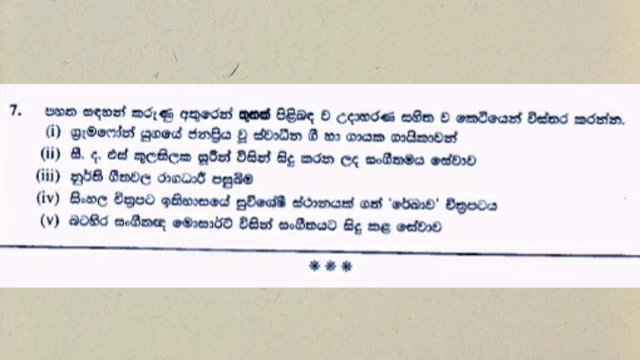 7. පහත සඳහන් කරුණු අතුරෙන් තුනක් පිළිබඳ ව උදාහරණ සහිත ව කෙටියෙන් විස්තර කරන්න.
(i) ග්‍රැමෆෝන් යුගයේ ජනප්‍රිය වූ ස්වාධීන ගී හා ගායක ගායිකාවන්
(ii) සී. ද. එස් කුලතිලක සූරීන් විසින් සිදු කරන ලද සංගීතමය සේවාව
(iii) නූර්ති ගීතවල රාගධාරී පසුබිම
(iv) සිංහල චිත්‍රපට ඉතිහාසයේ සුවිශේෂී ස්ථානයක් ගත් 'රේඛාව' චිත්‍රපටය
(v) බටහිර සංගීතඥ මොසාර්ට් විසින් සංගීතයට සිදු කළ සේවාව
***